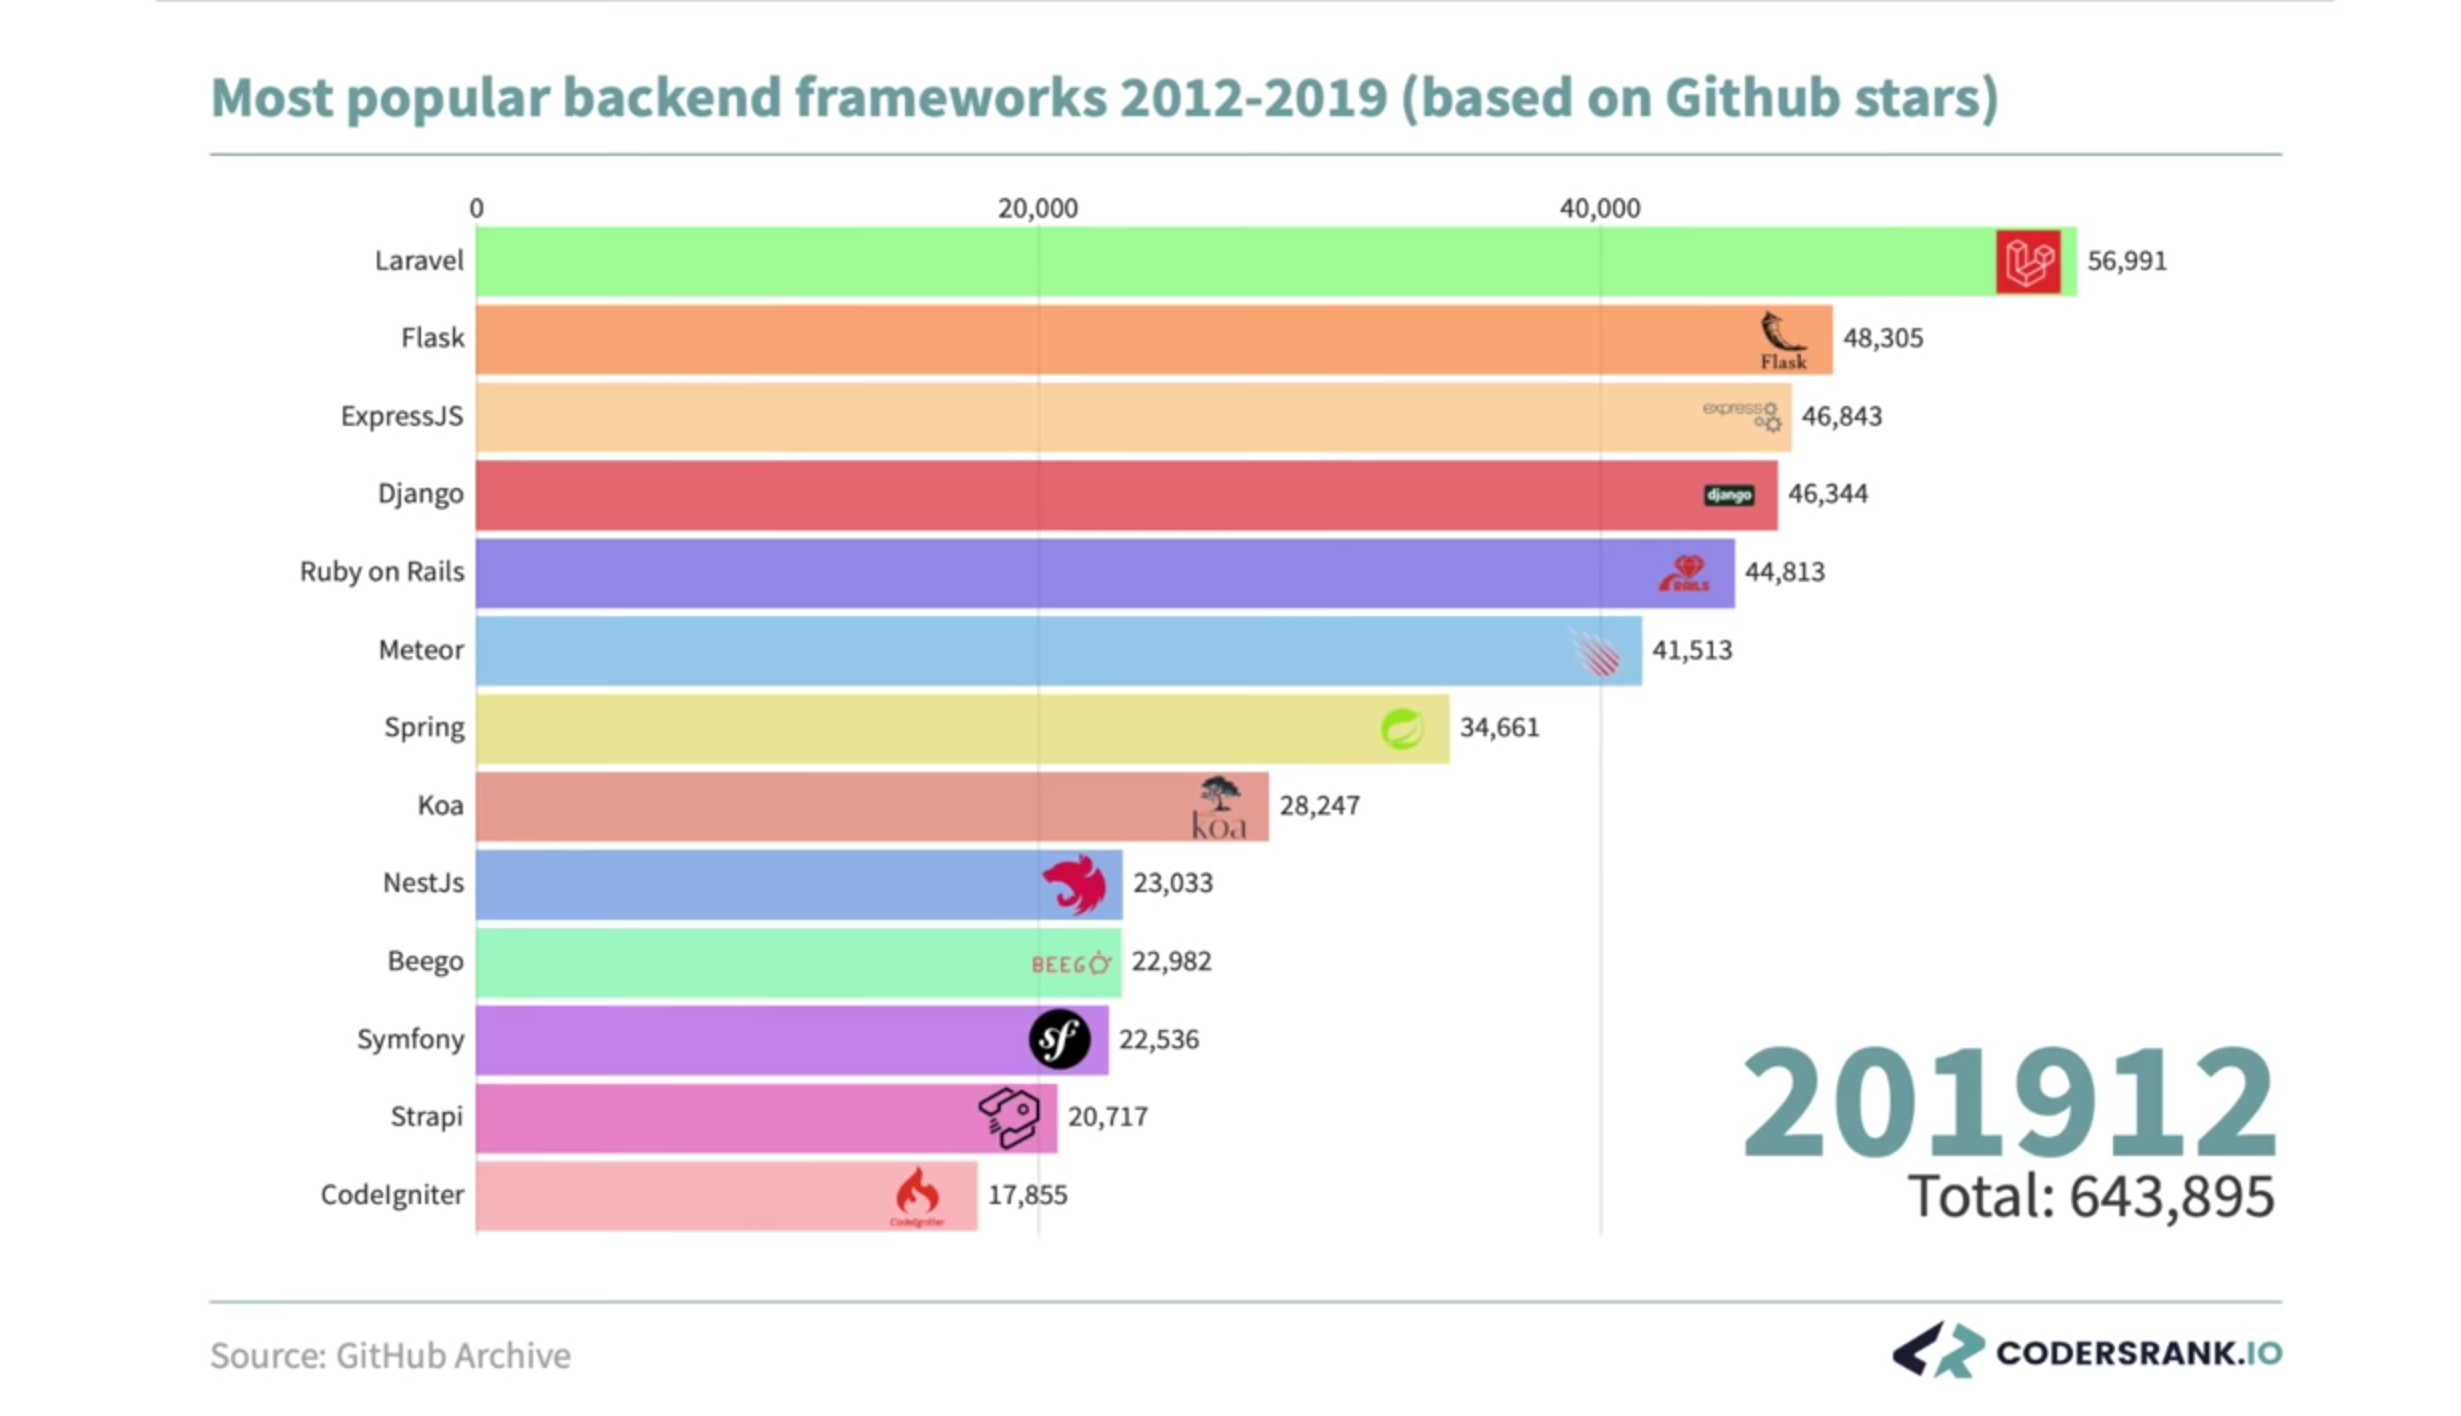 Most popular backend frameworks 2012-2019 (based on Github stars)
0 20,000 40,000
Laravel 56,991
Flask Flask 48,305
ExpressJS express 46,843
Django django 46,344
Ruby on Rails RAILS 44,813
Meteor 41,513
Spring 34,661
Koa koa 28,247
NestJs 23,033
Beego BEEGO 22,982
Symfony sf 22,536
Strapi 20,717
CodeIgniter CodeIgniter 17,855
201912
Total: 643,895
Source: GitHub Archive
CODERSRANK.IO